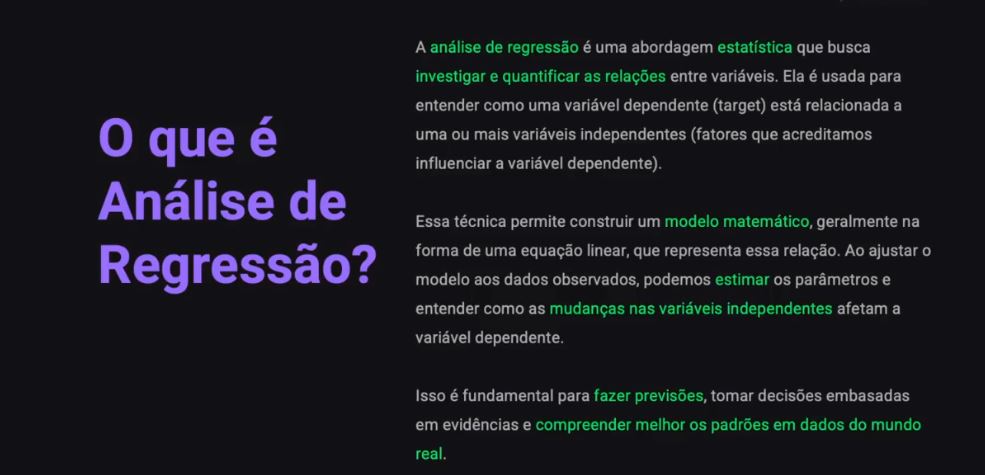 O que é
Análise de
Regressão?
A análise de regressão é uma abordagem estatística que busca
investigar e quantificar as relações entre variáveis. Ela é usada para
entender como uma variável dependente (target) está relacionada a
uma ou mais variáveis independentes (fatores que acreditamos
influenciar a variável dependente).
Essa técnica permite construir um modelo matemático, geralmente na
forma de uma equação linear, que representa essa relação. Ao ajustar o
modelo aos dados observados, podemos estimar os parâmetros e
entender como as mudanças nas variáveis independentes afetam a
variável dependente.
Isso é fundamental para fazer previsões, tomar decisões embasadas
em evidências e compreender melhor os padrões em dados do mundo
real.